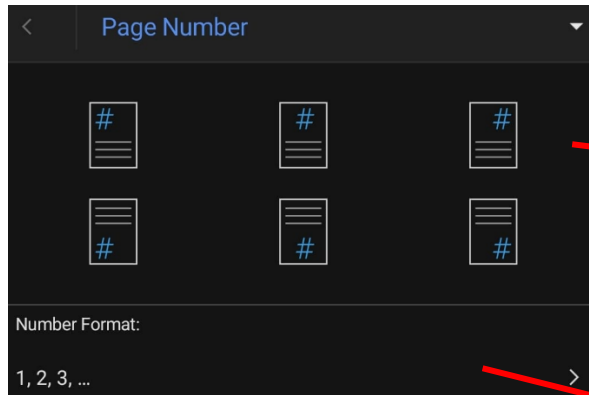 Page Number
# # #
# # #
Number Format:
1, 2, 3, ...